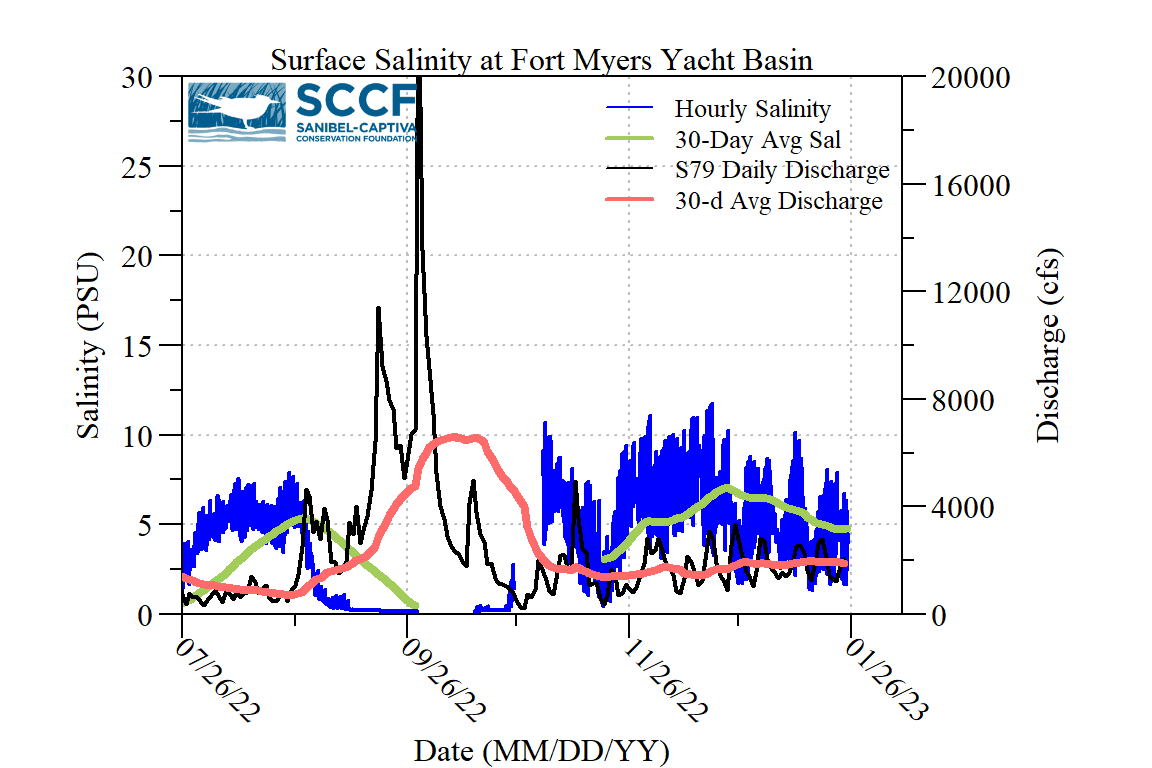 Surface Salinity at Fort Myers Yacht Basin
SCCF
SANIBEL-CAPTIVA
CONSERVATION FOUNDATION
Hourly Salinity
30-Day Avg Sal
S79 Daily Discharge
30-d Avg Discharge
Salinity (PSU)
30
25
20
15
10
5
0
20000
16000
12000
8000
4000
0
Discharge (cfs)
07/26/22
09/26/22
11/26/22
01/26/23
Date (MM/DD/YY)